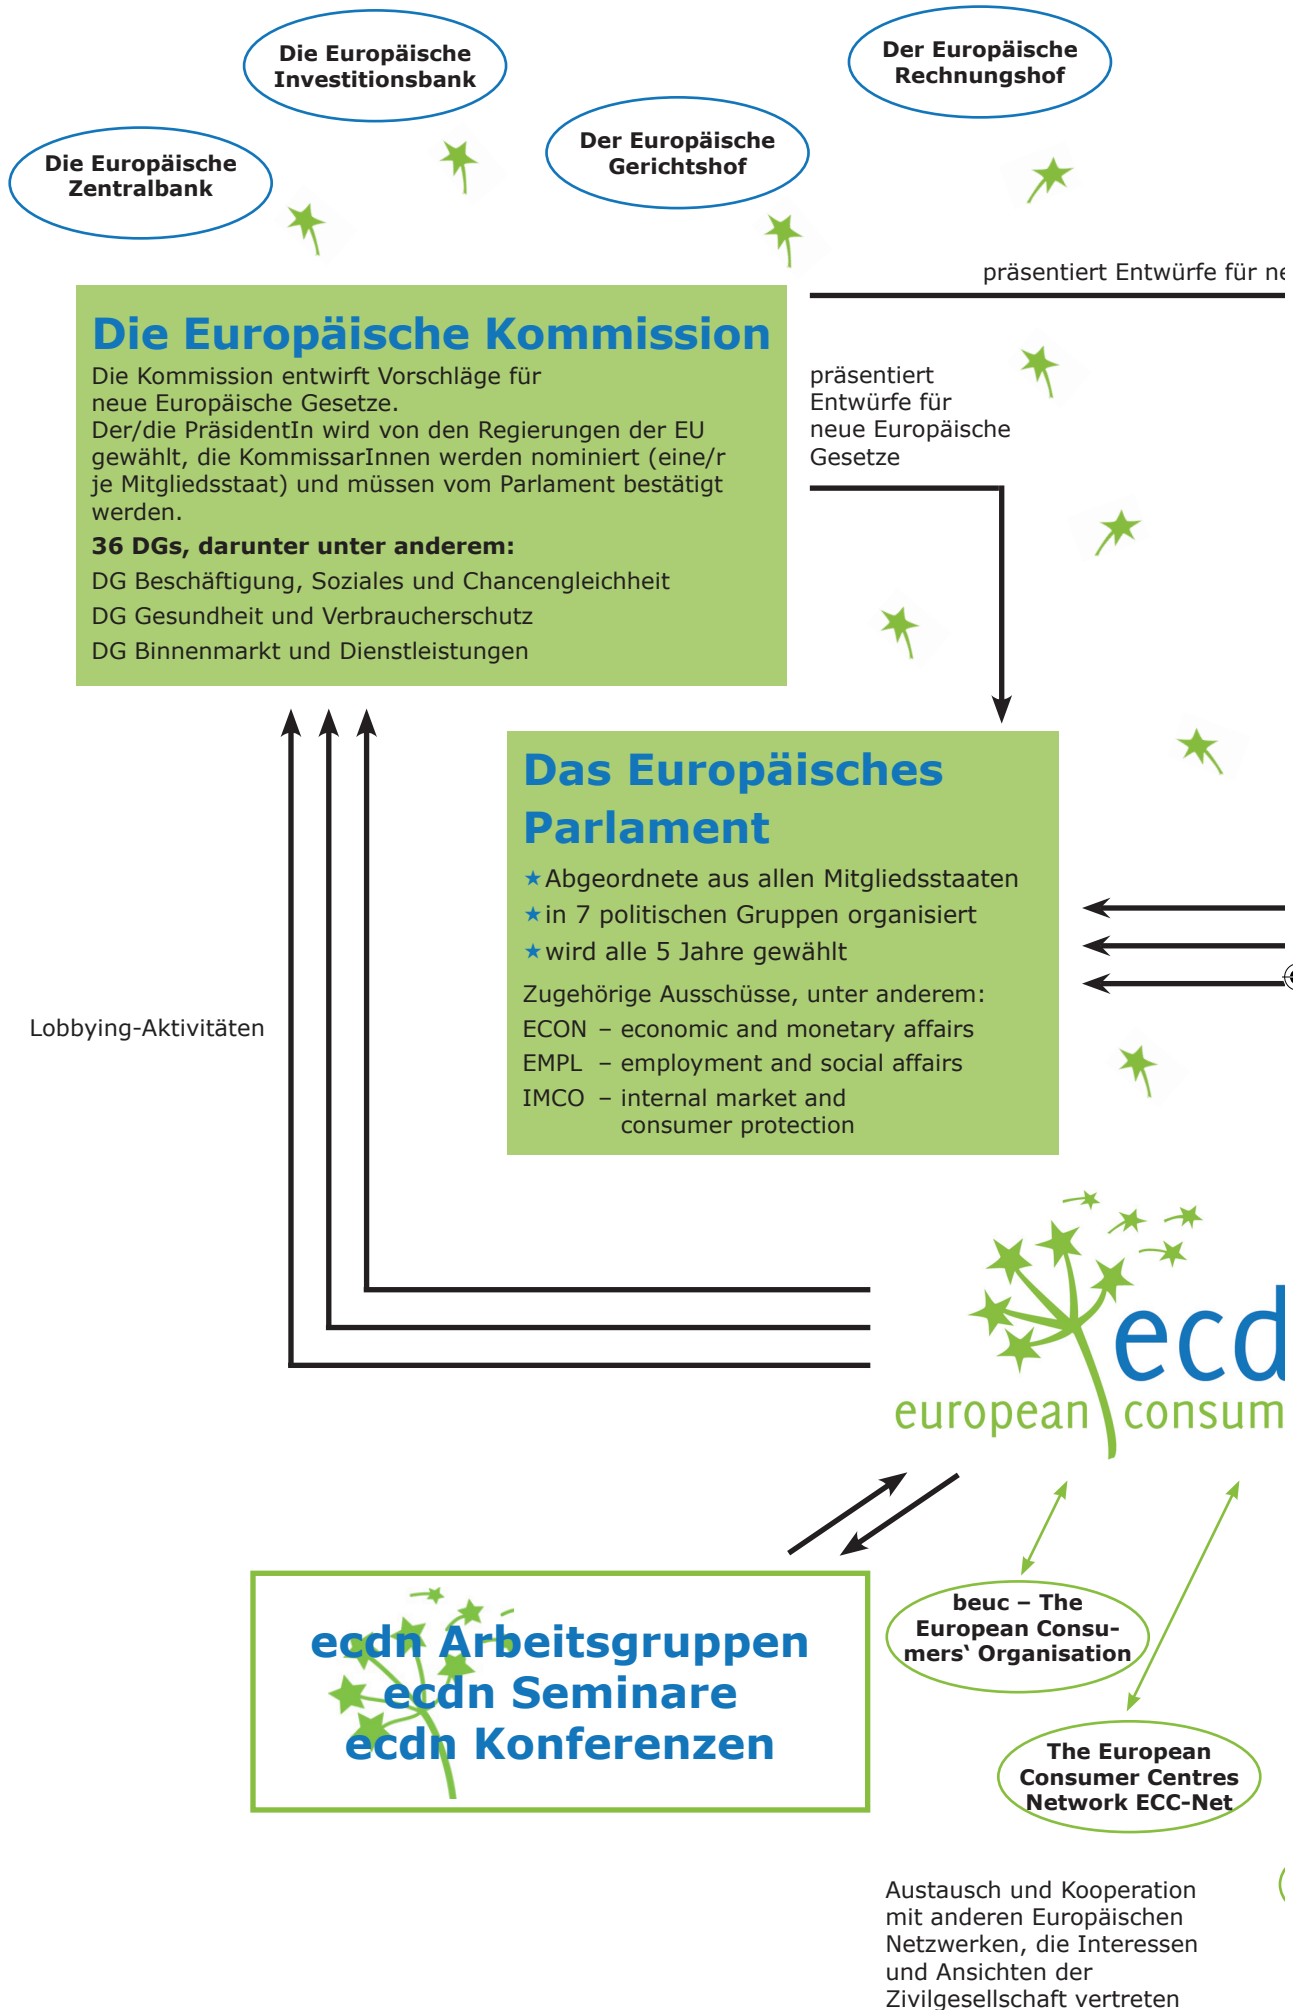 Die Europäische
Investitionsbank
Der Europäische
Rechnungshof
Die Europäische
Zentralbank
Der Europäische
Gerichtshof
präsentiert Entwürfe für ne
Die Europäische Kommission
Die Kommission entwirft Vorschläge für
neue Europäische Gesetze.
Der/die PräsidentIn wird von den Regierungen der EU
gewählt, die KommissarInnen werden nominiert (eine/r
je Mitgliedsstaat) und müssen vom Parlament bestätigt
werden.
36 DGs, darunter unter anderem:
DG Beschäftigung, Soziales und Chancengleichheit
DG Gesundheit und Verbraucherschutz
DG Binnenmarkt und Dienstleistungen
präsentiert
Entwürfe für
neue Europäische
Gesetze
Das Europäisches
Parlament
★Abgeordnete aus allen Mitgliedsstaaten
★in 7 politischen Gruppen organisiert
★wird alle 5 Jahre gewählt
Zugehörige Ausschüsse, unter anderem:
ECON – economic and monetary affairs
EMPL – employment and social affairs
IMCO – internal market and
consumer protection
Lobbying-Aktivitäten
ecd
european consum
ecdn Arbeitsgruppen
ecdn Seminare
ecdn Konferenzen
beuc – The
European Consu-
mers‘ Organisation
The European
Consumer Centres
Network ECC-Net
Austausch und Kooperation
mit anderen Europäischen
Netzwerken, die Interessen
und Ansichten der
Zivilgesellschaft vertreten